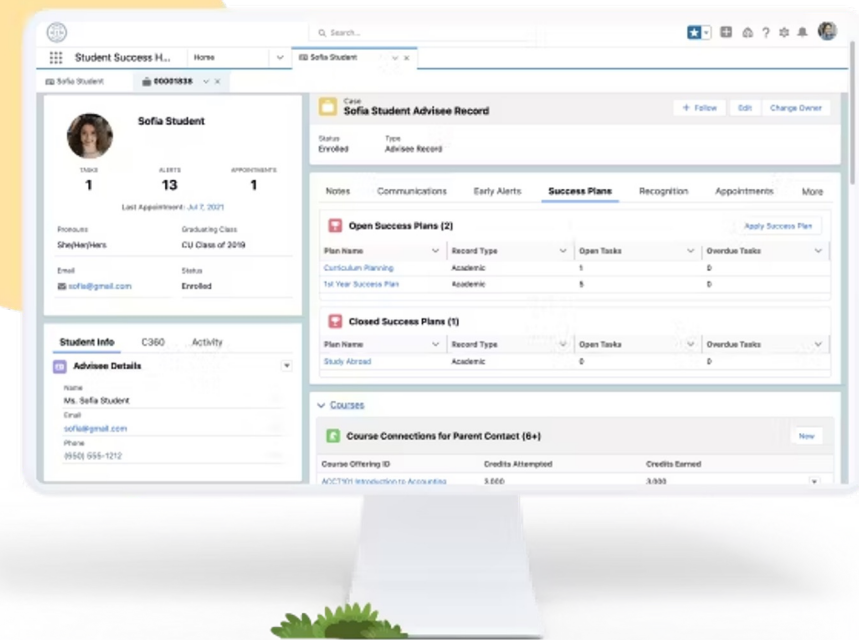 Search...
Student Success H... Home Sofia Student
Sofia Student 00001838
Sofia Student
TASKS ALERTS APPOINTMENTS
1 13 1
Last Appointment: Jul 7, 2021
Pronouns Graduating Class
She/Her/Hers CU Class of 2019
Email Status
sofia@gmail.com Enrolled
Student Info C360 Activity
Advisee Details
Name
Ms. Sofia Student
Email
sofia@gmail.com
Phone
(650) 555-1212
Case
Sofia Student Advisee Record
+ Follow Edit Change Owner
Status Type
Enrolled Advisee Record
Notes Communications Early Alerts Success Plans Recognition Appointments More
Open Success Plans (2) Apply Success Plan
Plan Name Record Type Open Tasks Overdue Tasks
Curriculum Planning Academic 1 0
1st Year Success Plan Academic 5 0
Closed Success Plans (1)
Plan Name Record Type Open Tasks Overdue Tasks
Study Abroad Academic 0 0
Courses
Course Connections for Parent Contact (6+) New
Course Offering ID Credits Attempted Credits Earned
ACCT101 Introduction to Accounting 3.000 3.000